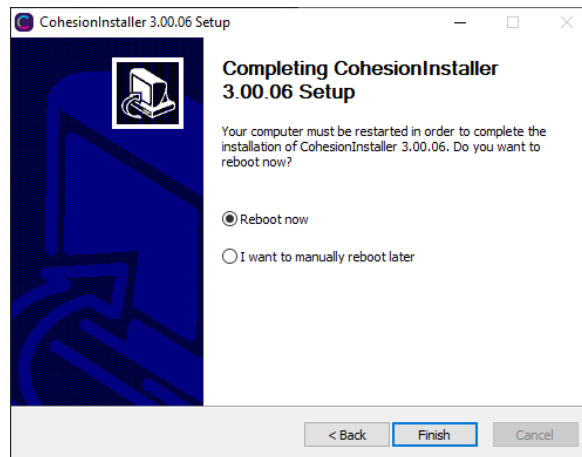 CohesionInstaller 3.00.06 Setup
Completing CohesionInstaller
3.00.06 Setup
Your computer must be restarted in order to complete the
installation of CohesionInstaller 3.00.06. Do you want to
reboot now?
Reboot now
I want to manually reboot later
< Back
Finish
Cancel